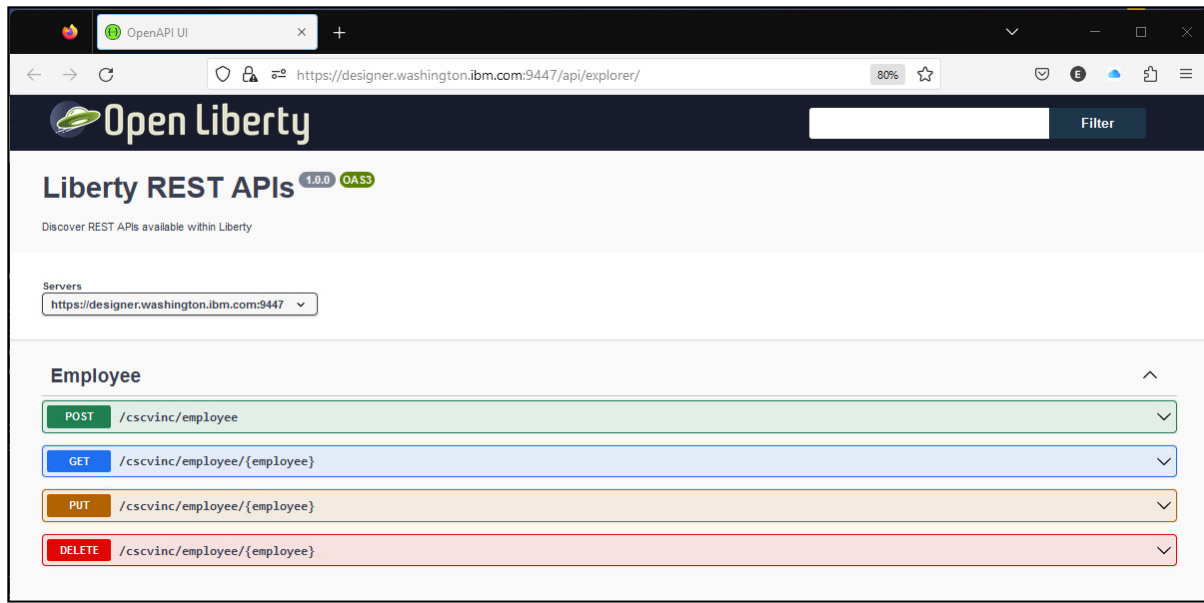 OpenAPI UI
https://designer.washington.ibm.com:9447/api/explorer/
80%
E
Open Liberty
Filter
Liberty REST APIs 1.0.0 OAS3
Discover REST APIs available within Liberty
Servers
https://designer.washington.ibm.com:9447
Employee
POST /cscvinc/employee
GET /cscvinc/employee/{employee}
PUT /cscvinc/employee/{employee}
DELETE /cscvinc/employee/{employee}